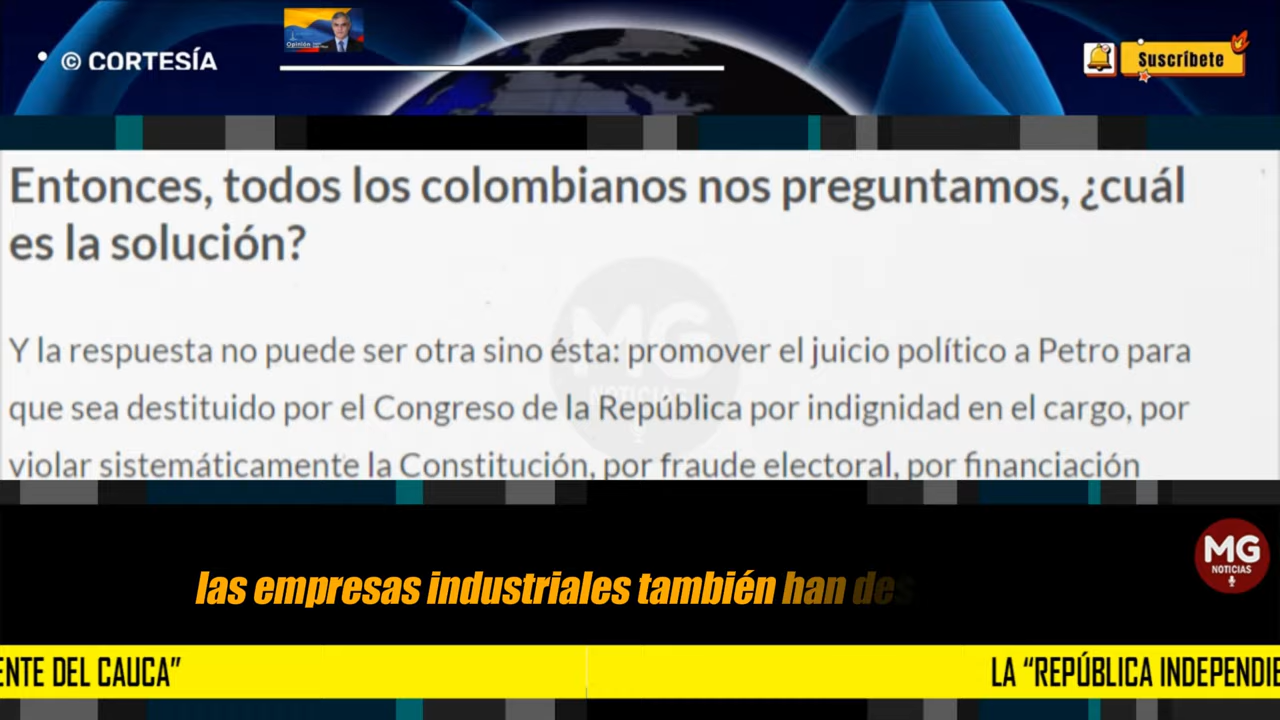 © CORTESÍA
Opinión
Suscríbete
Entonces, todos los colombianos nos preguntamos, ¿cuál
es la solución?
Y la respuesta no puede ser otra sino ésta: promover el juicio político a Petro para
que sea destituido por el Congreso de la República por indignidad en el cargo, por
violar sistemáticamente la Constitución, por fraude electoral, por financiación
MG
NOTICIAS
las empresas industriales también han des
MG
NOTICIAS
ENTE DEL CAUCA”
LA “REPÚBLICA INDEPENDIE